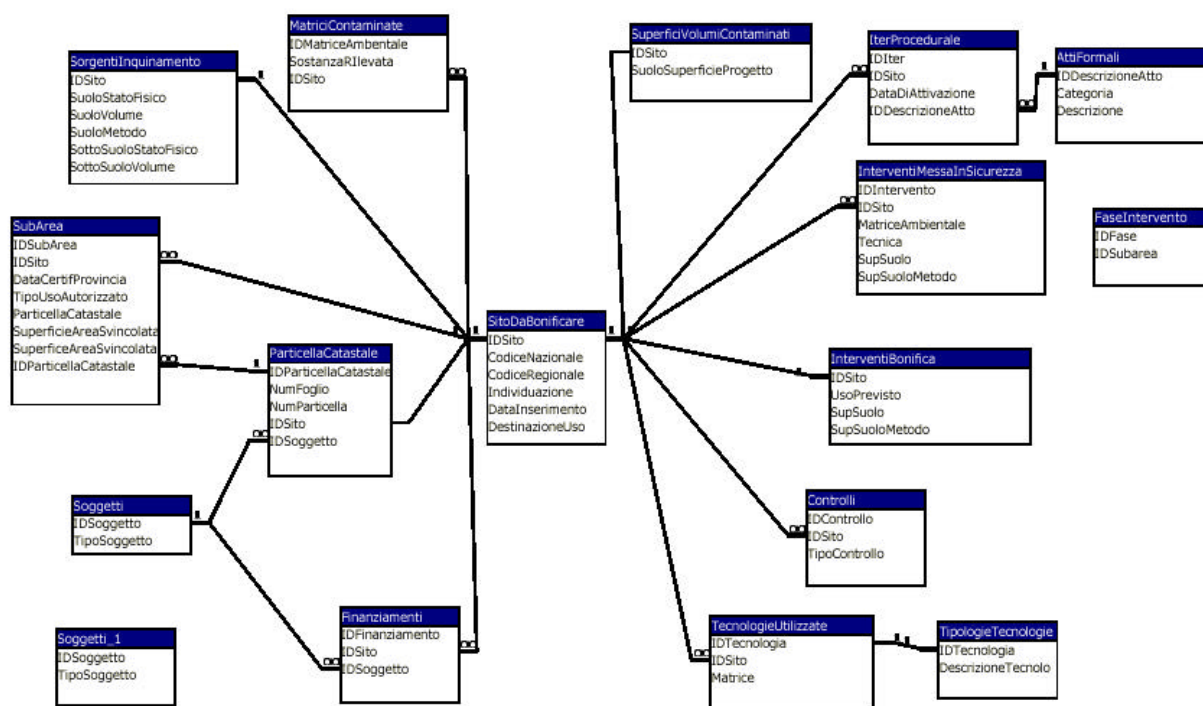 MatriciContaminate
IDMatriceAmbentale
SostanzaRIlevata
IDSito
SuperficiVolumiContaminati
IDSito
SuoloSuperficieProgetto
IterProcedurale
IDIter
IDSito
DataDiAttivazione
IDDescrizioneAtto
AttiFormali
IDDescrizioneAtto
Categoria
Descrizione
SorgentiInquinamento
IDSito
SuoloStatoFisico
SuoloVolume
SuoloMetodo
SottoSuoloStatoFisico
SottoSuoloVolume
InterventiMessaInSicurezza
IDIntervento
IDSito
MatriceAmbientale
Tecnica
SupSuolo
SupSuoloMetodo
FaseIntervento
IDFase
IDSubarea
SubArea
IDSubArea
IDSito
DataCertifProvincia
TipoUsoAutorizzato
ParticellaCatastale
SuperficieAreaSvincolata
SuperficeAreaSvincolata
IDParticellaCatastale
SitoDaBonificare
IDSito
CodiceNazionale
CodiceRegionale
Individuazione
DataInserimento
DestinazioneUso
ParticellaCatastale
IDParticellaCatastale
NumFoglio
NumParticella
IDSito
IDSoggetto
InterventiBonifica
IDSito
UsoPrevisto
SupSuolo
SupSuoloMetodo
Soggetti
IDSoggetto
TipoSoggetto
Controlli
IDControllo
IDSito
TipoControllo
Finanziamenti
IDFinanziamento
IDSito
IDSoggetto
Soggetti_1
IDSoggetto
TipoSoggetto
TecnologieUtilizzate
IDTecnologia
IDSito
Matrice
TipologieTecnologie
IDTecnologia
DescrizioneTecnolo